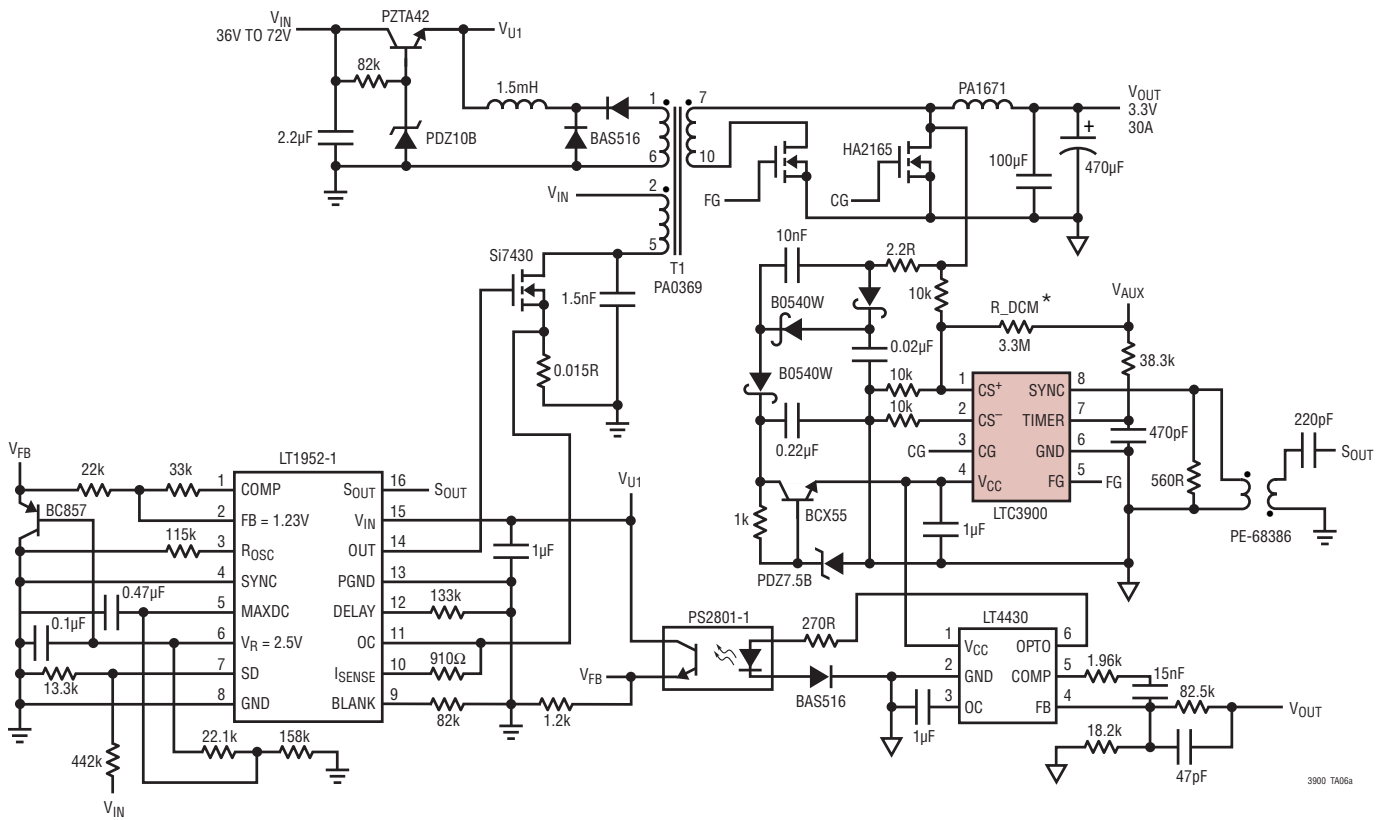 V_IN
36V TO 72V
PZTA42
V_U1
82k
1.5mH
2.2µF
PDZ10B
BAS516
1
6
2
5
7
10
V_IN
T1
PA0369
PA1671
V_OUT
3.3V
30A
HA2165
FG
CG
100µF
+
470µF
Si7430
1.5nF
0.015R
10nF
2.2R
10k
B0540W
0.02µF
B0540W
10k
10k
0.22µF
R_DCM*
3.3M
V_AUX
38.3k
1 CS+ SYNC 8
2 CS− TIMER 7
3 CG GND 6
4 V_CC FG 5
LTC3900
CG
FG
470pF
560R
220pF
S_OUT
PE-68386
1k
BCX55
1µF
PDZ7.5B
V_FB
22k
33k
BC857
115k
0.47µF
0.1µF
13.3k
442k
V_IN
LT1952-1
1 COMP S_OUT 16
2 FB = 1.23V V_IN 15
3 R_OSC OUT 14
4 SYNC PGND 13
5 MAXDC DELAY 12
6 V_R = 2.5V OC 11
7 SD I_SENSE 10
8 GND BLANK 9
S_OUT
V_U1
1µF
133k
910Ω
82k
1.2k
22.1k
158k
V_FB
PS2801-1
270R
BAS516
LT4430
1 V_CC OPTO 6
2 GND COMP 5
3 OC FB 4
1µF
1.96k
15nF
82.5k
V_OUT
18.2k
47pF
3900 TA06a